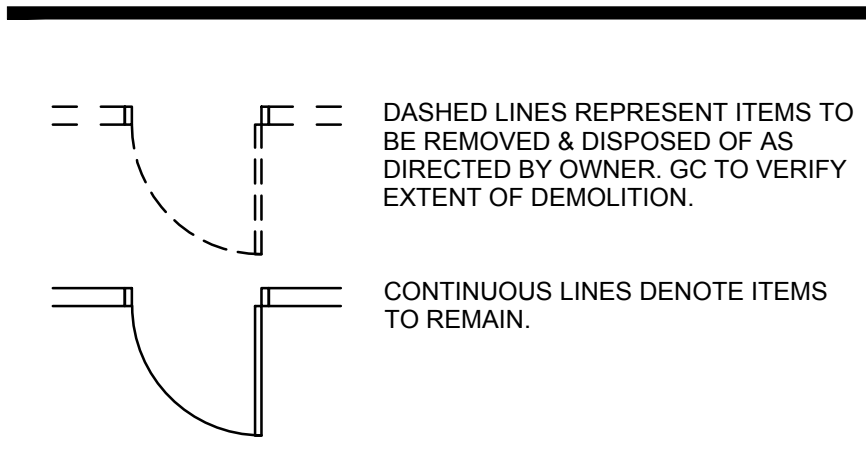 DASHED LINES REPRESENT ITEMS TO
BE REMOVED & DISPOSED OF AS
DIRECTED BY OWNER. GC TO VERIFY
EXTENT OF DEMOLITION.
CONTINUOUS LINES DENOTE ITEMS
TO REMAIN.